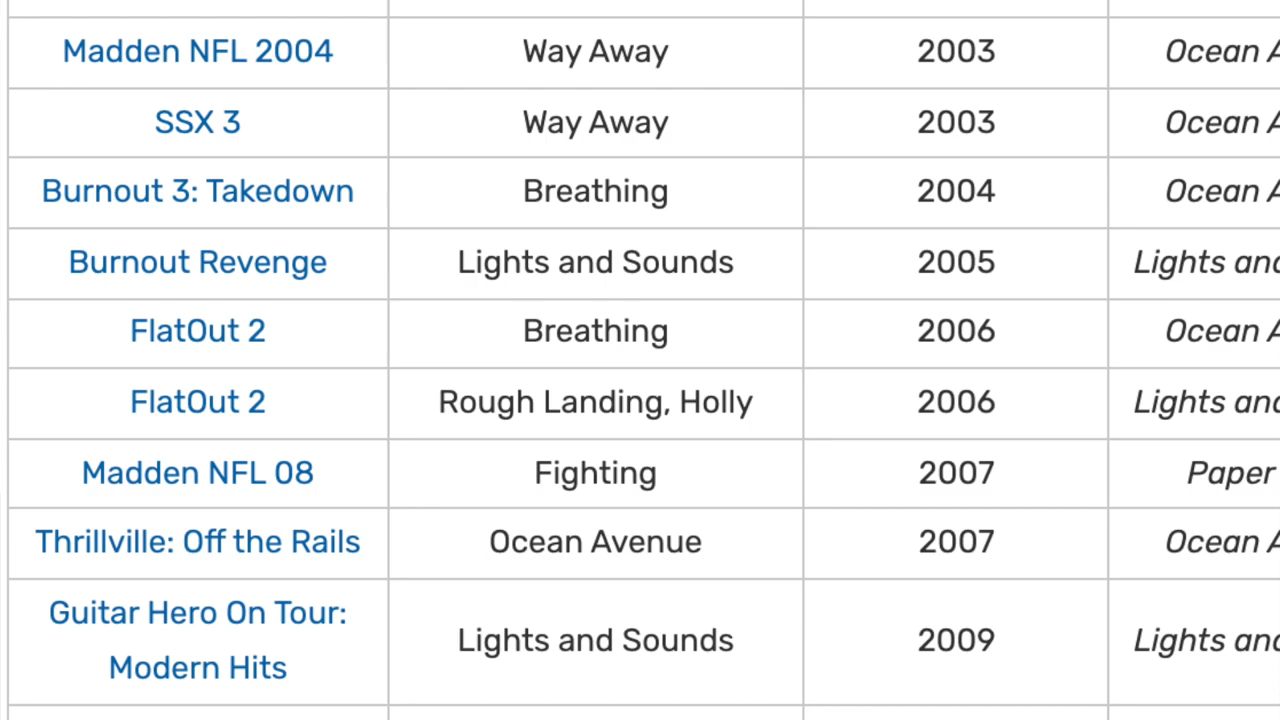 Madden NFL 2004 Way Away 2003 Ocean
SSX 3 Way Away 2003 Ocean
Burnout 3: Takedown Breathing 2004 Ocean
Burnout Revenge Lights and Sounds 2005 Lights
FlatOut 2 Breathing 2006 Ocean
FlatOut 2 Rough Landing, Holly 2006 Lights
Madden NFL 08 Fighting 2007 Paper
Thrillville: Off the Rails Ocean Avenue 2007 Ocean
Guitar Hero On Tour:
Modern Hits Lights and Sounds 2009 Lights